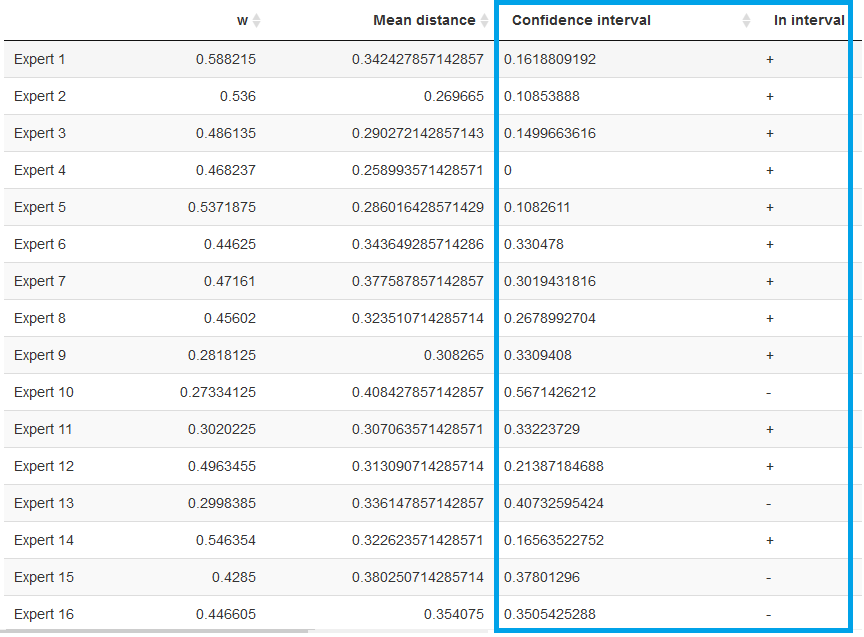 w Mean distance Confidence interval In interval
Expert 1 0.588215 0.342427857142857 0.1618809192 +
Expert 2 0.536 0.269665 0.10853888 +
Expert 3 0.486135 0.290272142857143 0.1499663616 +
Expert 4 0.468237 0.258993571428571 0 +
Expert 5 0.5371875 0.286016428571429 0.1082611 +
Expert 6 0.44625 0.343649285714286 0.330478 +
Expert 7 0.47161 0.377587857142857 0.3019431816 +
Expert 8 0.45602 0.323510714285714 0.2678992704 +
Expert 9 0.2818125 0.308265 0.3309408 +
Expert 10 0.27334125 0.408427857142857 0.5671426212 -
Expert 11 0.3020225 0.307063571428571 0.33223729 +
Expert 12 0.4963455 0.313090714285714 0.21387184688 +
Expert 13 0.2998385 0.336147857142857 0.40732595424 -
Expert 14 0.546354 0.322623571428571 0.16563522752 +
Expert 15 0.4285 0.380250714285714 0.37801296 -
Expert 16 0.446605 0.354075 0.3505425288 -